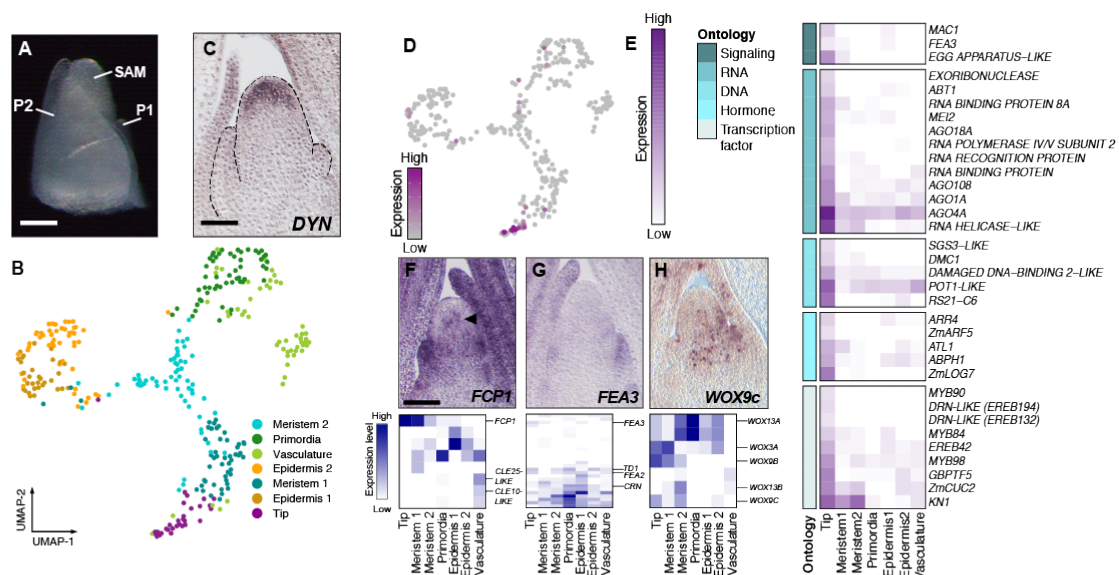 A
SAM
P2
P1
C
DYN
D
High
Expression
Low
E
High
Expression
Low
Ontology
Signaling
RNA
DNA
Hormone
Transcription
factor
MAC1
FEA3
EGG APPARATUS–LIKE
EXORIBONUCLEASE
ABT1
RNA BINDING PROTEIN 8A
MEI2
AGO18A
RNA POLYMERASE IV/V SUBUNIT 2
RNA RECOGNITION PROTEIN
RNA BINDING PROTEIN
AGO108
AGO1A
AGO4A
RNA HELICASE–LIKE
SGS3–LIKE
DMC1
DAMAGED DNA–BINDING 2–LIKE
POT1-LIKE
RS21–C6
ARR4
ZmARF5
ATL1
ABPH1
ZmLOG7
MYB90
DRN–LIKE (EREB194)
DRN–LIKE (EREB132)
MYB84
EREB42
MYB98
GBPTF5
ZmCUC2
KN1
Ontology
Tip
Meristem1
Meristem2
Primordia
Epidermis1
Epidermis2
Vasculature
B
UMAP-2
UMAP-1
Meristem 2
Primordia
Vasculature
Epidermis 2
Meristem 1
Epidermis 1
Tip
F
FCP1
G
FEA3
H
WOX9c
High
Expression level
Low
FCP1
CLE25-
LIKE
CLE10-
LIKE
Tip
Meristem 1
Meristem 2
Primordia
Epidermis 1
Epidermis 2
Vasculature
FEA3
TD1
FEA2
CRN
Tip
Meristem 1
Meristem 2
Primordia
Epidermis 1
Epidermis 2
Vasculature
WOX13A
WOX3A
WOX9B
WOX13B
WOX9C
Tip
Meristem 1
Meristem 2
Primordia
Epidermis 1
Epidermis 2
Vasculature